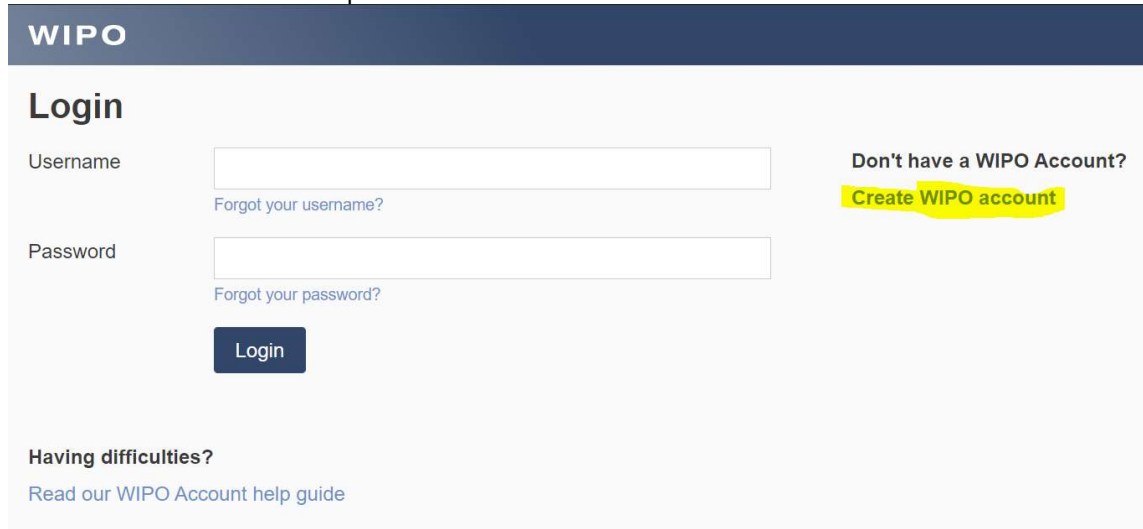 WIPO
Login
Username
Forgot your username?
Password
Forgot your password?
Login
Don't have a WIPO Account?
Create WIPO account
Having difficulties?
Read our WIPO Account help guide